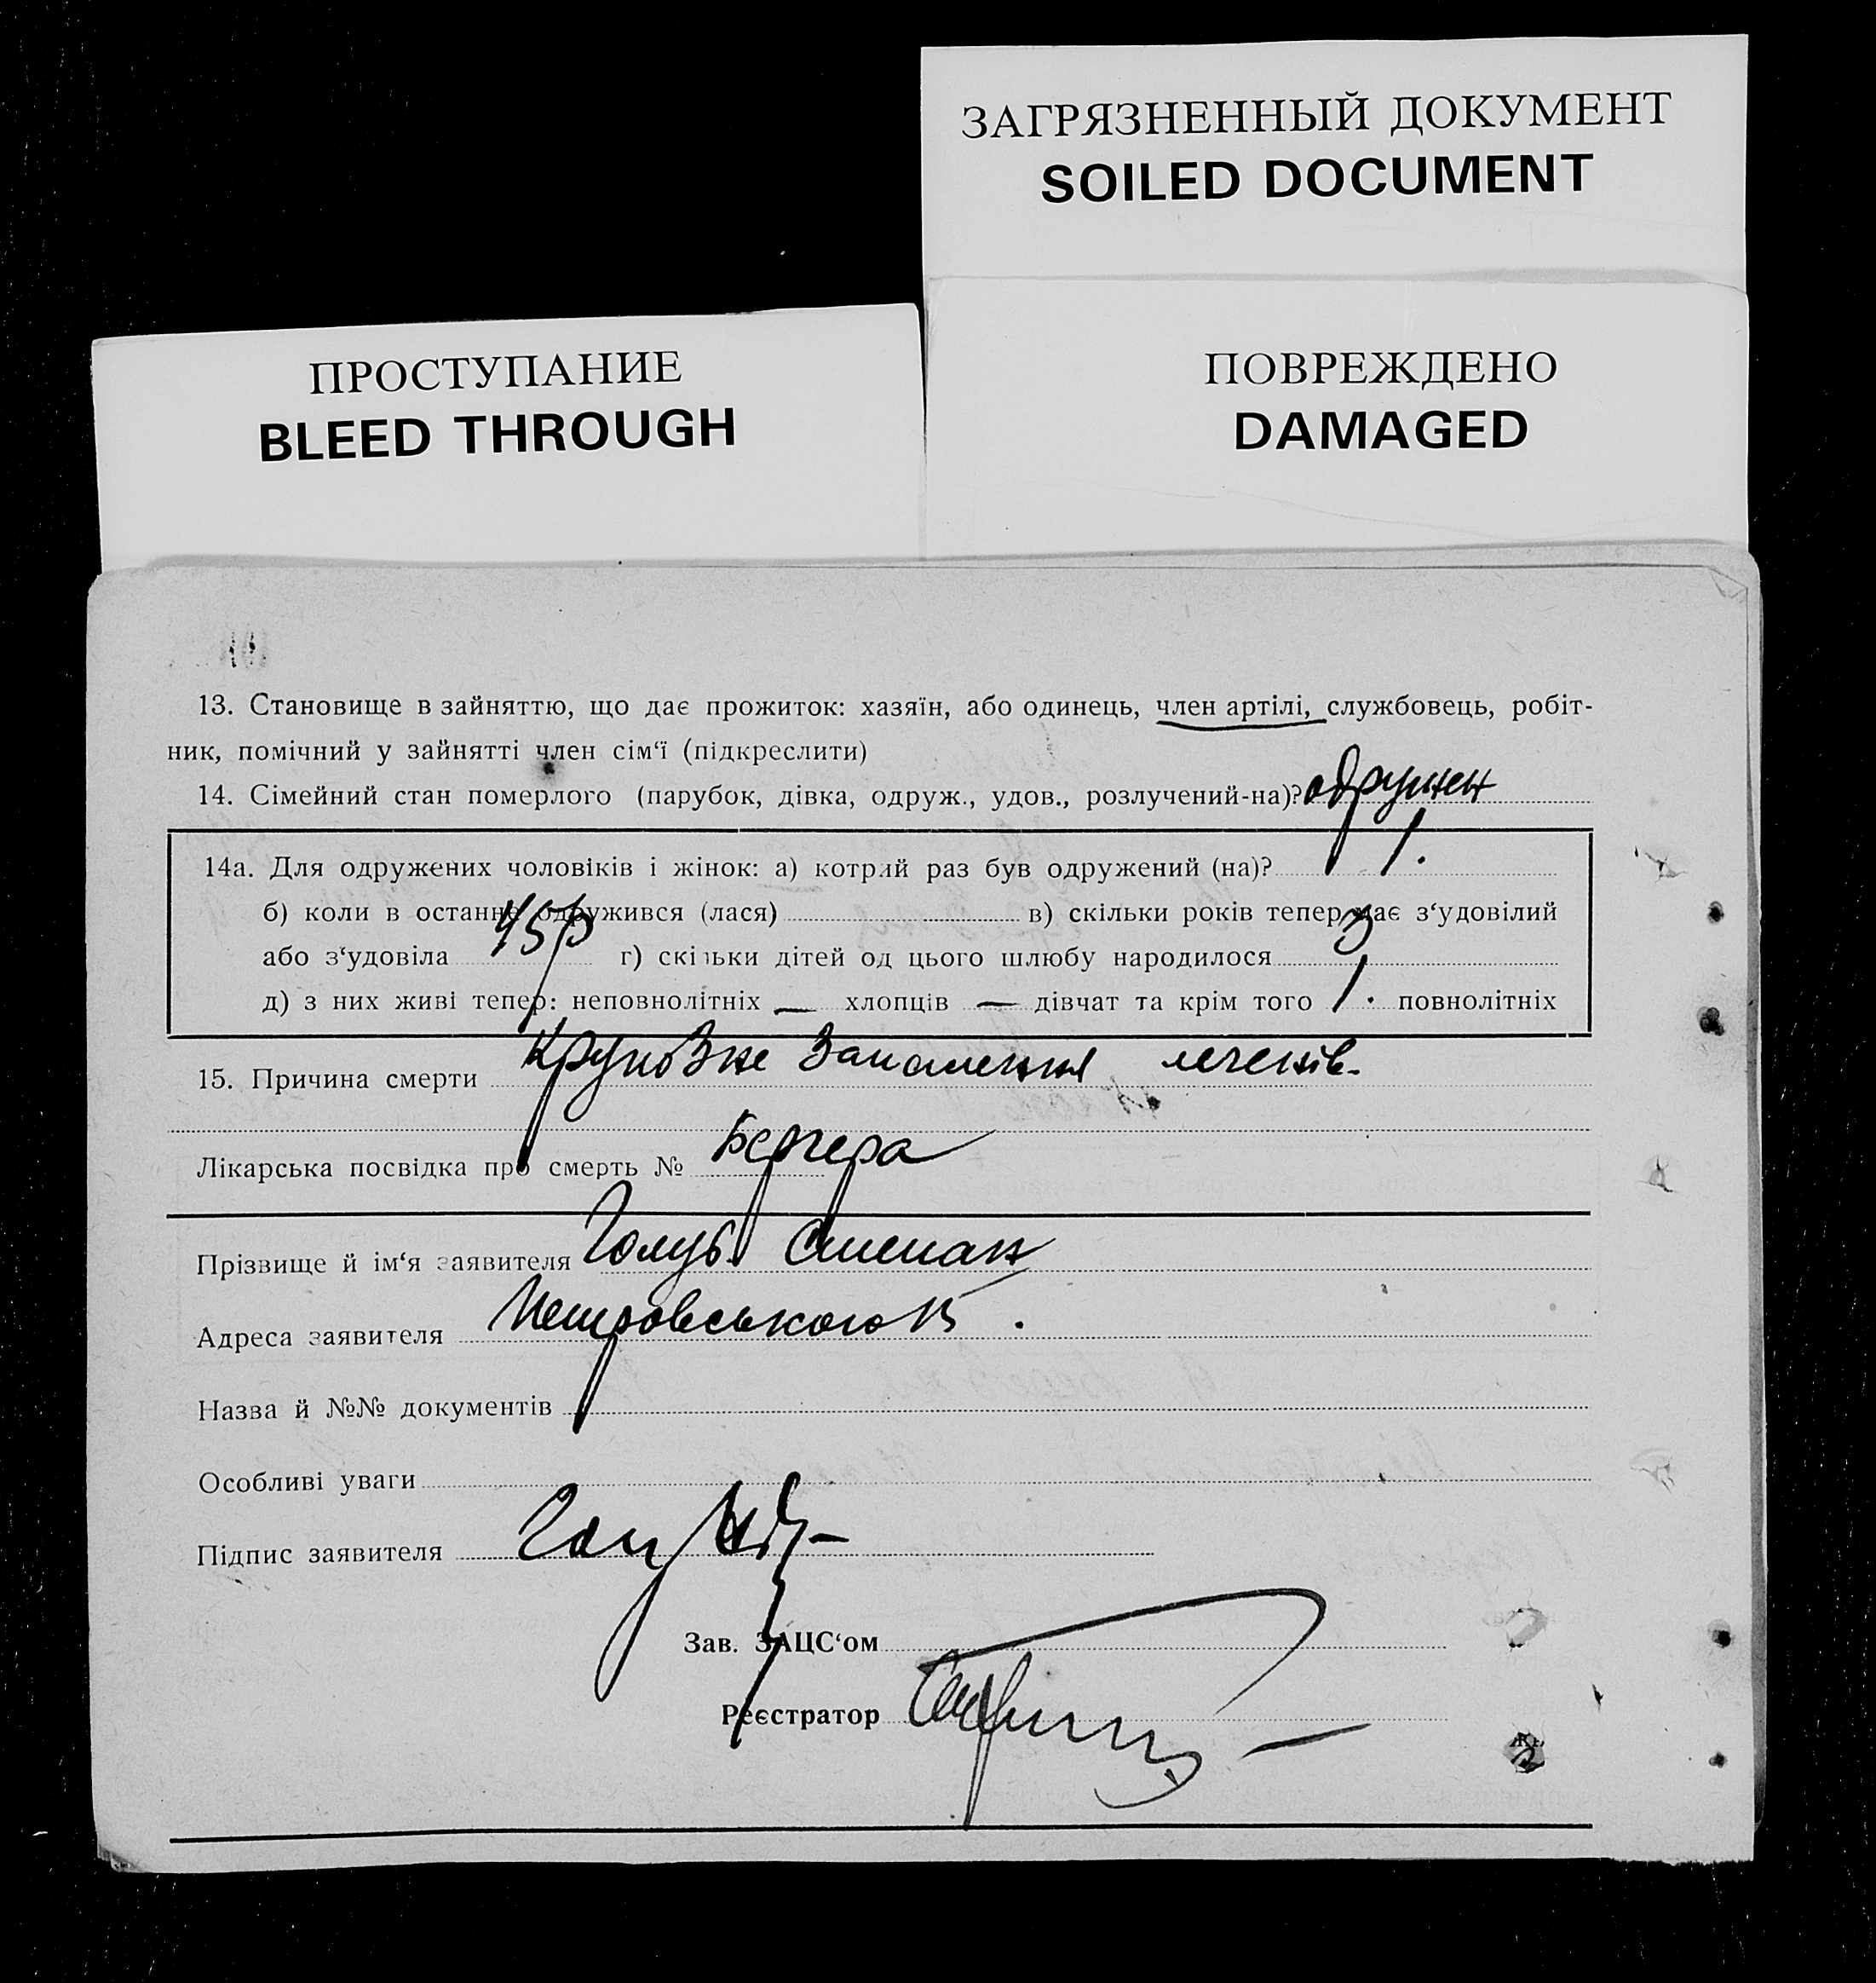 ЗАГРЯЗНЕННЫЙ ДОКУМЕНТ
SOILED DOCUMENT
ПРОСТУПАНИЕ
BLEED THROUGH
ПОВРЕЖДЕНО
DAMAGED
13. Становище в зайняттю, що дає прожиток: хазяїн, або одинець, член артілі, службовець, робіт-
ник, помічний у зайнятті член сім‘ї (підкреслити)
14. Сімейний стан померлого (парубок, дівка, одруж., удов., розлучений-на)? одружен
14а. Для одружених чоловіків і жінок: а) котрий раз був одружений (на)? 1.
б) коли в останнє одружився (лася) в) скільки років тепер має з‘удовілий
або з‘удовіла 45р г) скільки дітей од цього шлюбу народилося 3
д) з них живі тепер: неповнолітніх — хлопців — дівчат та крім того 1. повнолітніх
15. Причина смерти Крупозне запалення легенів.
Лікарська посвідка про смерть № Бергера
Прізвище й ім‘я заявителя Голуб Степан
Адреса заявителя Петровського 15.
Назва й №№ документів
Особливі уваги
Підпис заявителя
Зав. ЗАЦС‘ом
Реєстратор